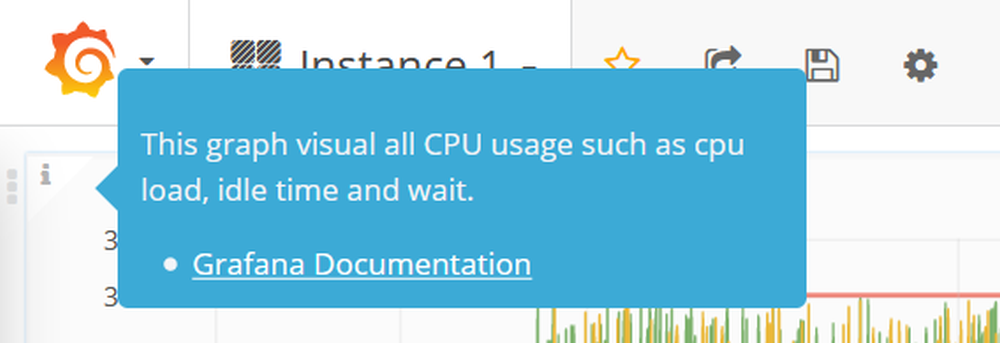 Instance 1
i
This graph visual all CPU usage such as cpu
load, idle time and wait.
3
• Grafana Documentation
3